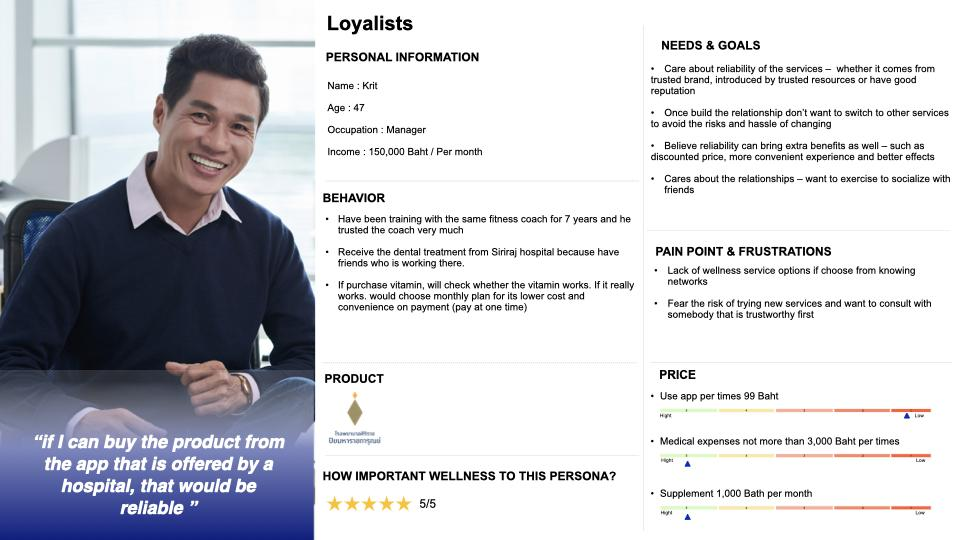 Loyalists
PERSONAL INFORMATION
Name : Krit
Age : 47
Occupation : Manager
Income : 150,000 Baht / Per month
BEHAVIOR
• Have been training with the same fitness coach for 7 years and he
trusted the coach very much
• Receive the dental treatment from Siriraj hospital because have
friends who is working there.
• If purchase vitamin, will check whether the vitamin works. If it really
works. would choose monthly plan for its lower cost and
convenience on payment (pay at one time)
PRODUCT
โรงพยาบาลศิริราช
ปิยมหาราชการุณย์
HOW IMPORTANT WELLNESS TO THIS PERSONA?
5/5
“if I can buy the product from
the app that is offered by a
hospital, that would be
reliable ”
NEEDS & GOALS
• Care about reliability of the services – whether it comes from
trusted brand, introduced by trusted resources or have good
reputation
• Once build the relationship don’t want to switch to other services
to avoid the risks and hassle of changing
• Believe reliability can bring extra benefits as well – such as
discounted price, more convenient experience and better effects
• Cares about the relationships – want to exercise to socialize with
friends
PAIN POINT & FRUSTRATIONS
• Lack of wellness service options if choose from knowing
networks
• Fear the risk of trying new services and want to consult with
somebody that is trustworthy first
PRICE
• Use app per times 99 Baht
Hight Low
• Medical expenses not more than 3,000 Baht per times
Hight Low
• Supplement 1,000 Bath per month
Hight Low